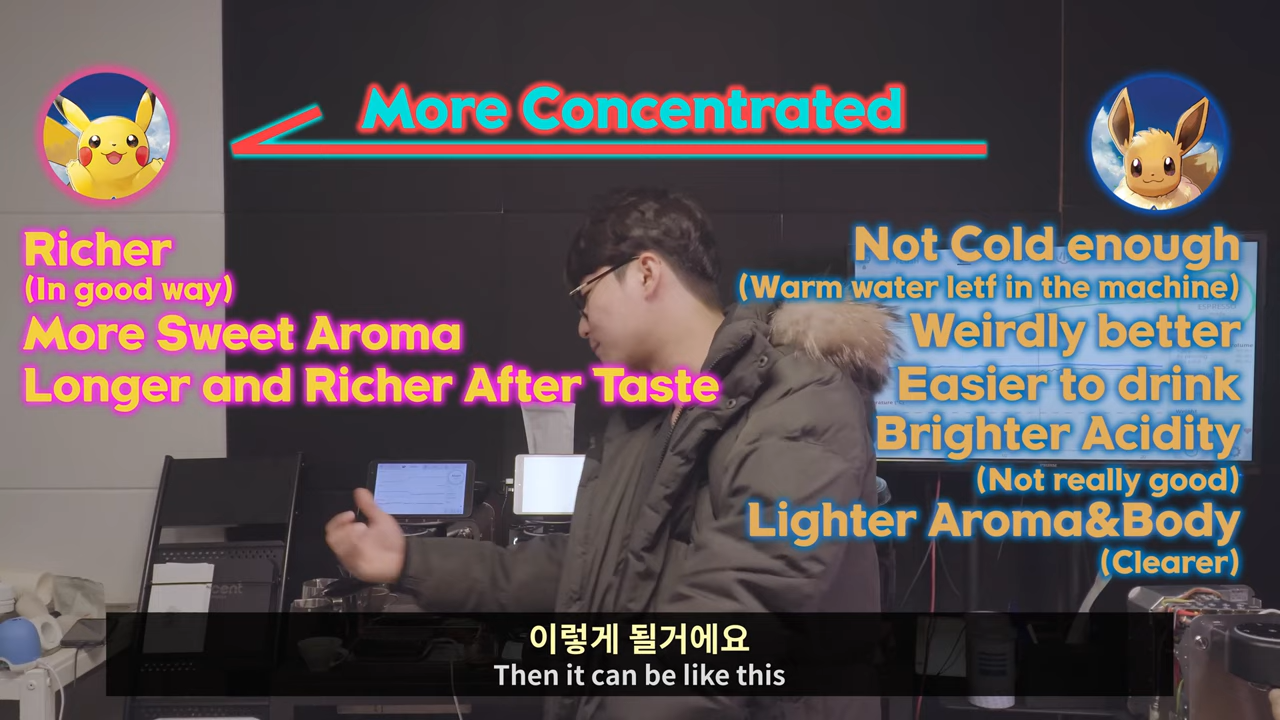 More Concentrated
Richer
(In good way)
More Sweet Aroma
Longer and Richer After Taste
Not Cold enough
(Warm water letf in the machine)
Weirdly better
Easier to drink
Brighter Acidity
(Not really good)
Lighter Aroma&Body
(Clearer)
이렇게 될거에요
Then it can be like this